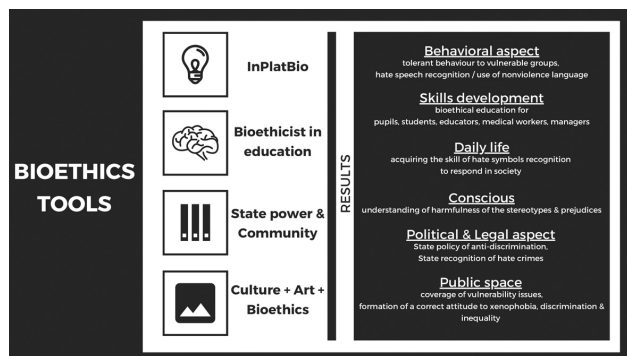 BIOETHICS
TOOLS
InPlatBio
Bioethicist in
education
State power &
Community
Culture + Art +
Bioethics
RESULTS
Behavioral aspect
tolerant behaviour to vulnerable groups,
hate speech recognition / use of nonviolence language
Skills development
bioethical education for
pupils, students, educators, medical workers, managers
Daily life
acquiring the skill of hate symbols recognition
to respond in society
Conscious
understanding of harmfulness of the stereotypes & prejudices
Political & Legal aspect
State policy of anti-discrimination,
State recognition of hate crimes
Public space
coverage of vulnerability issues,
formation of a correct attitude to xenophobia, discrimination &
inequality